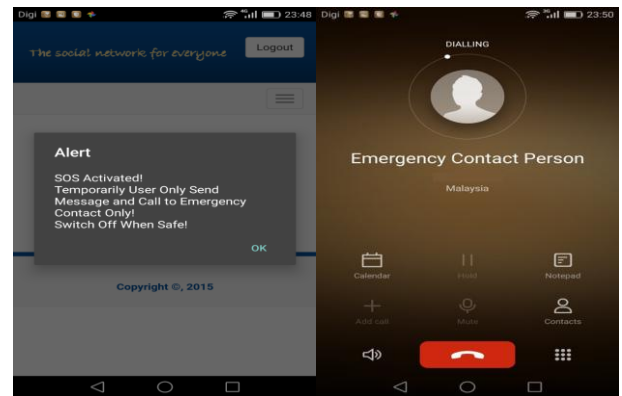 Digi 23:48
The social network for everyone
Logout
Alert
SOS Activated!
Temporarily User Only Send
Message and Call to Emergency
Contact Only!
Switch Off When Safe!
OK
Copyright ©, 2015
Digi 23:50
DIALLING
Emergency Contact Person
Malaysia
Calendar Hold Notepad
Add call Mute Contacts